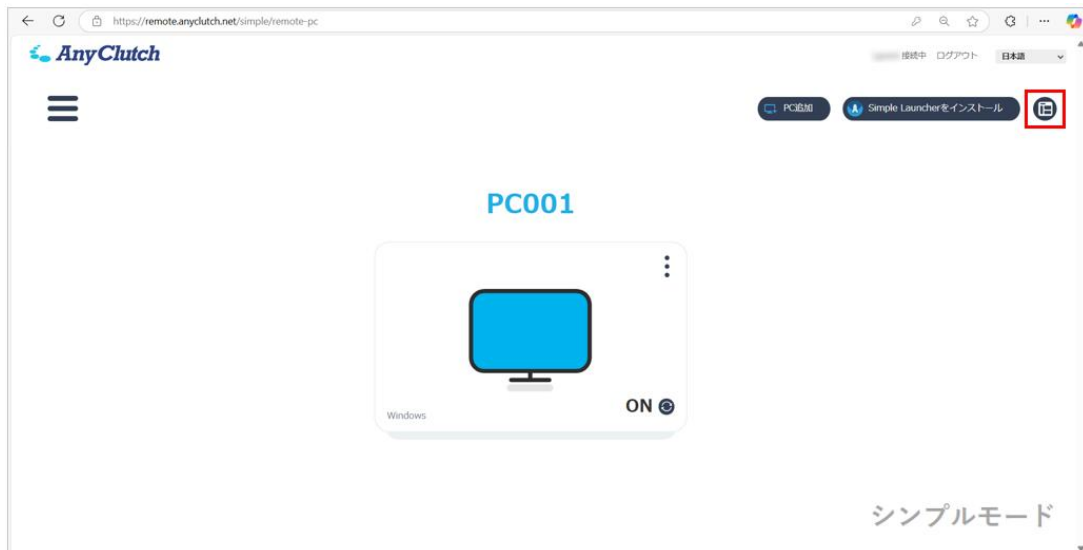 https://remote.anyclutch.net/simple/remote-pc
AnyClutch
接続中 ログアウト 日本語
PC追加 Simple Launcherをインストール
PC001
Windows
ON
シンプルモード